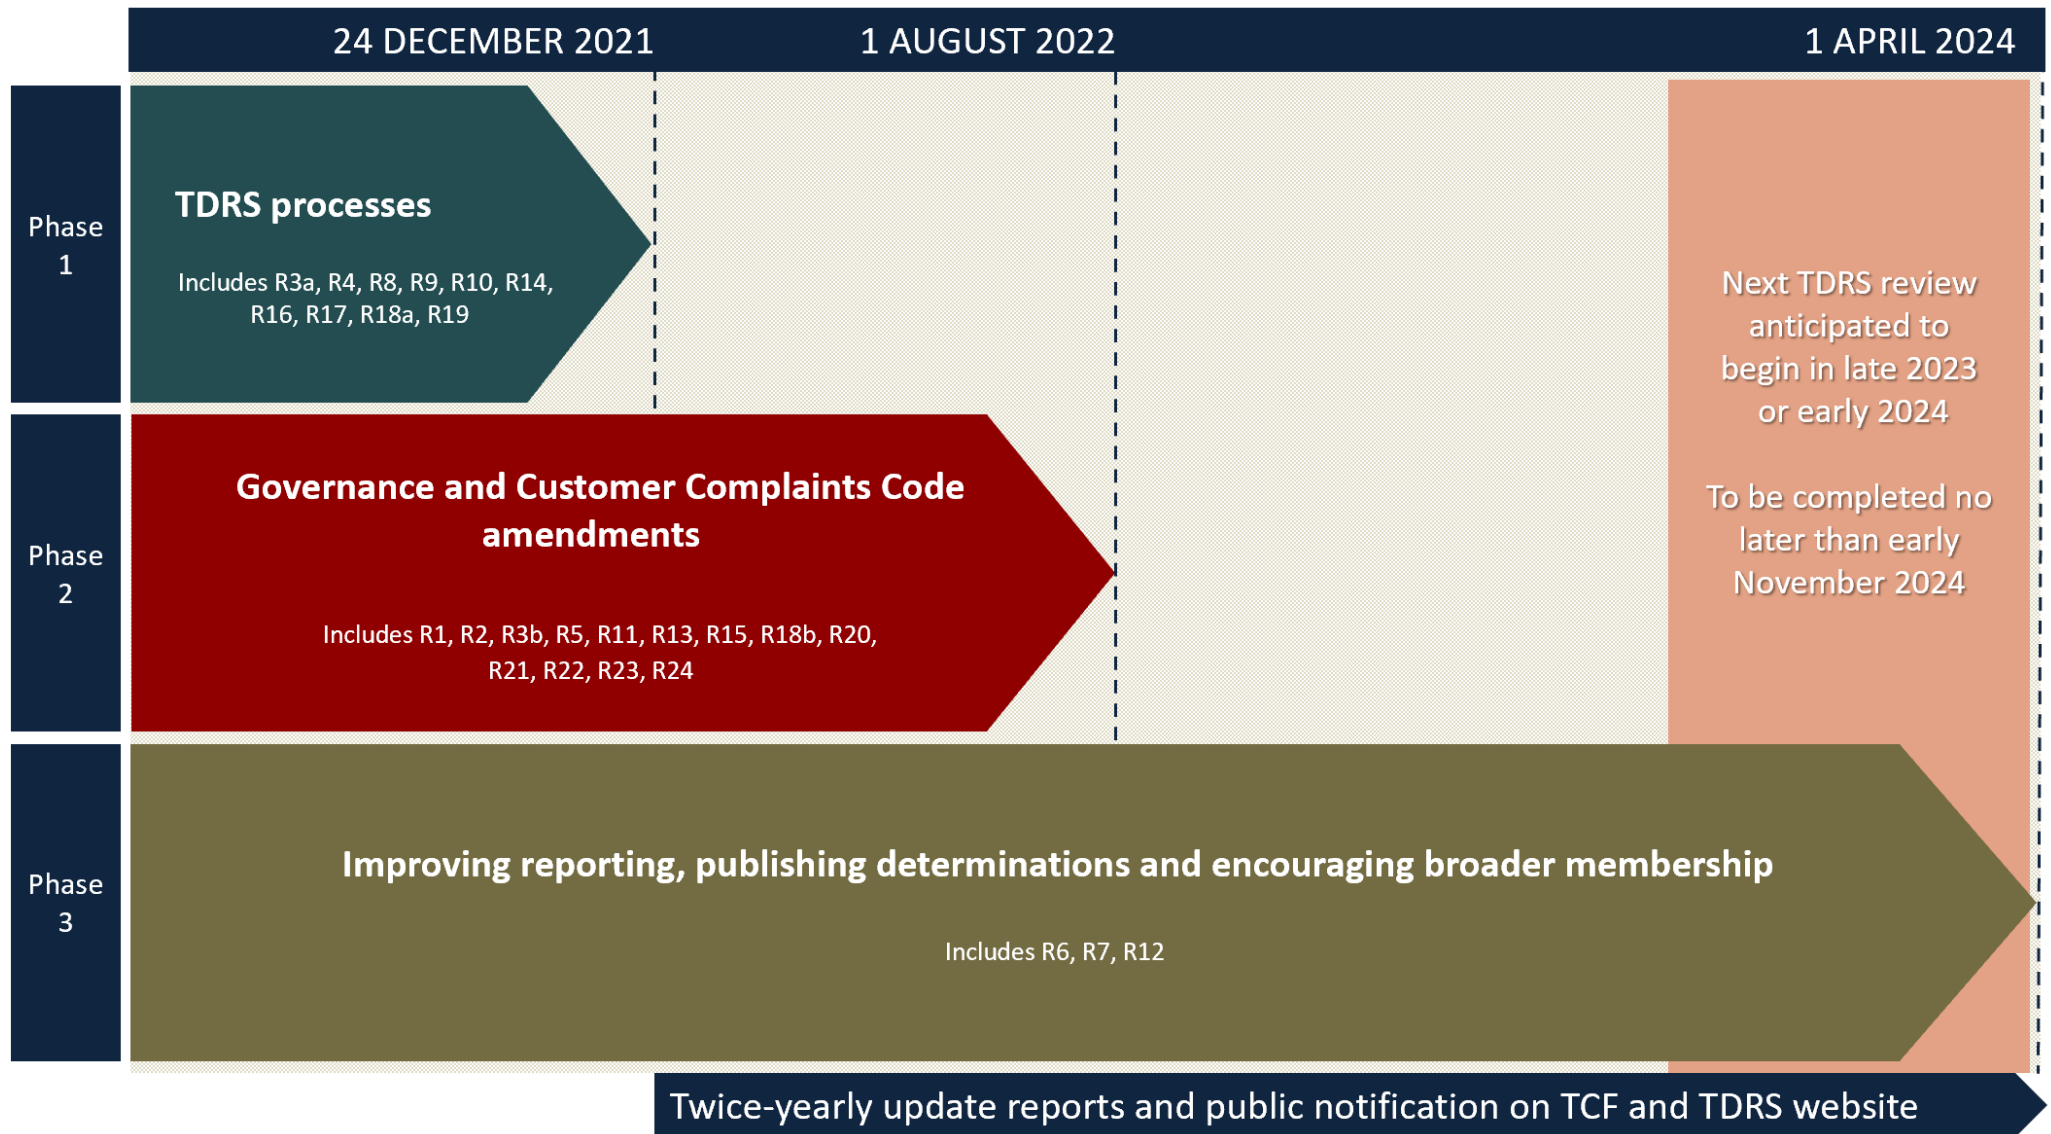 24 DECEMBER 2021
1 AUGUST 2022
1 APRIL 2024
Phase
1
TDRS processes
Includes R3a, R4, R8, R9, R10, R14,
R16, R17, R18a, R19
Next TDRS review
anticipated to
begin in late 2023
or early 2024
To be completed no
later than early
November 2024
Phase
2
Governance and Customer Complaints Code
amendments
Includes R1, R2, R3b, R5, R11, R13, R15, R18b, R20,
R21, R22, R23, R24
Phase
3
Improving reporting, publishing determinations and encouraging broader membership
Includes R6, R7, R12
Twice-yearly update reports and public notification on TCF and TDRS website